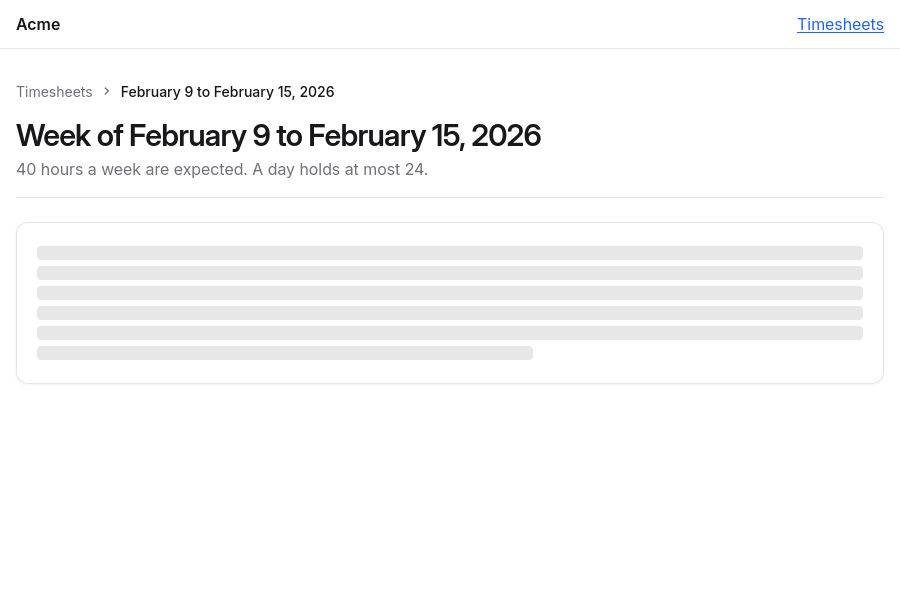 Acme
Timesheets
Timesheets
February 9 to February 15, 2026
Week of February 9 to February 15, 2026
40 hours a week are expected. A day holds at most 24.